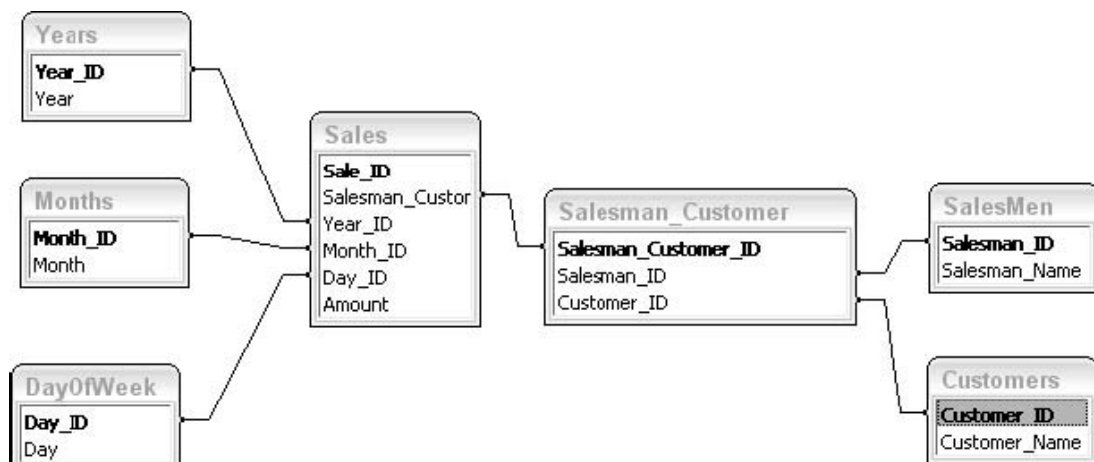 Years
Year_ID
Year
Months
Month_ID
Month
DayOfWeek
Day_ID
Day
Sales
Sale_ID
Salesman_Custor
Year_ID
Month_ID
Day_ID
Amount
Salesman_Customer
Salesman_Customer_ID
Salesman_ID
Customer_ID
SalesMen
Salesman_ID
Salesman_Name
Customers
Customer_ID
Customer_Name